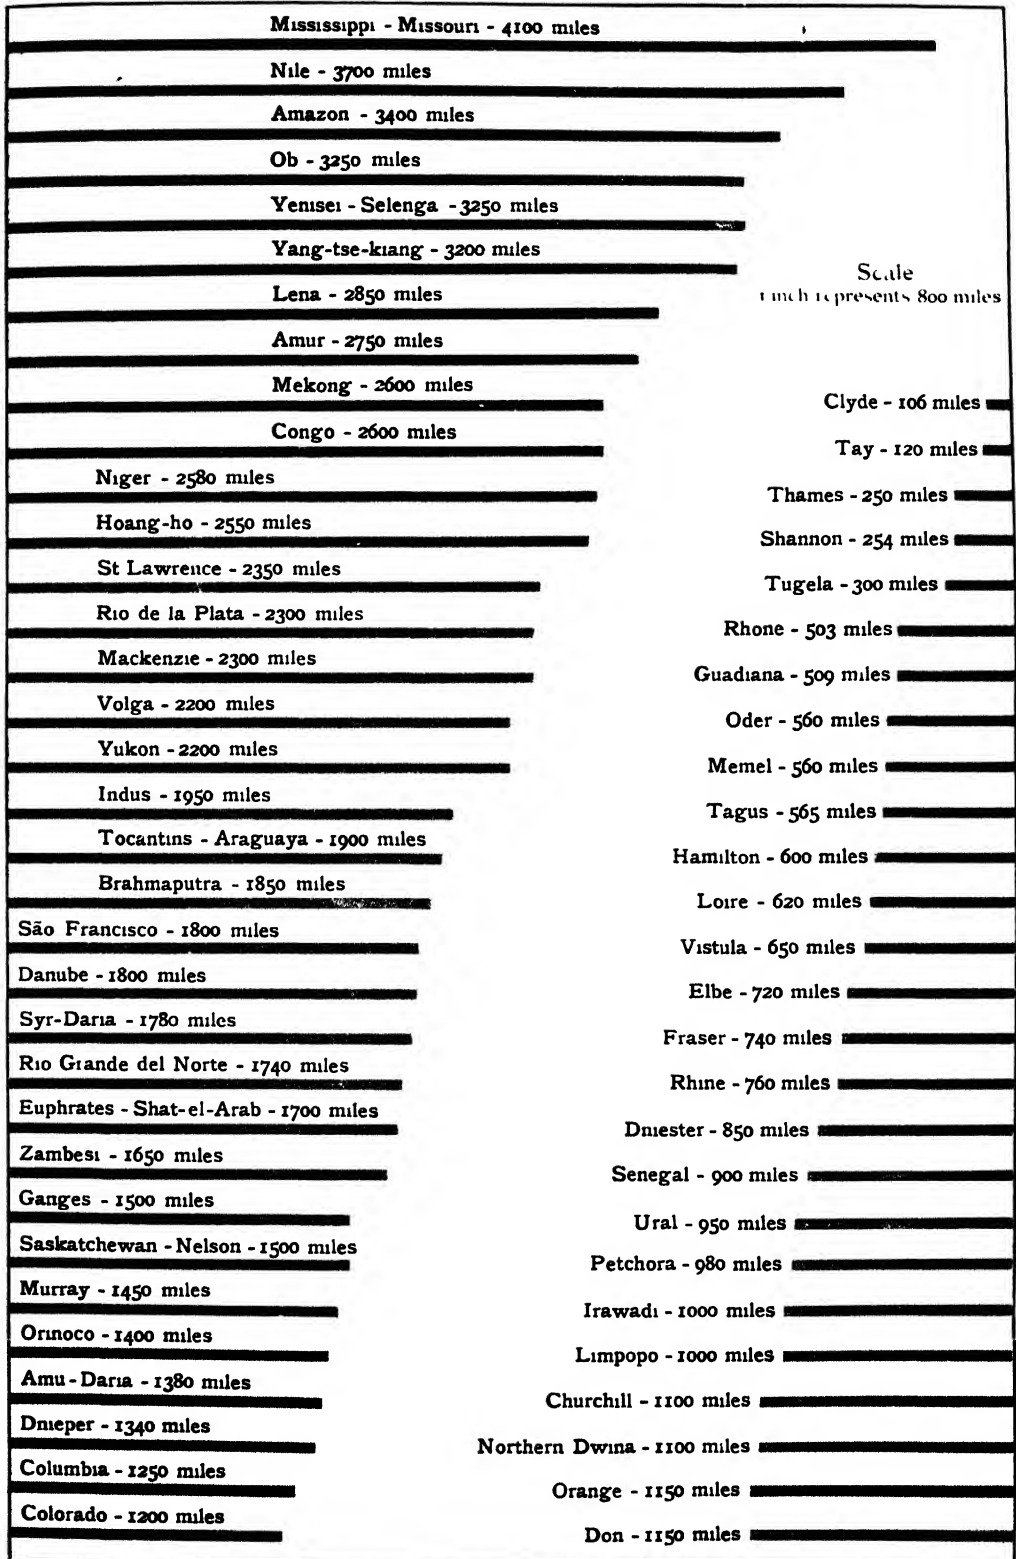 Mississippi - Missouri - 4100 miles
Nile - 3700 miles
Amazon - 3400 miles
Ob - 3250 miles
Yenisei - Selenga - 3250 miles
Yang-tse-kiang - 3200 miles
Lena - 2850 miles
Amur - 2750 miles
Mekong - 2600 miles
Congo - 2600 miles
Niger - 2580 miles
Hoang-ho - 2550 miles
St Lawrence - 2350 miles
Rio de la Plata - 2300 miles
Mackenzie - 2300 miles
Volga - 2200 miles
Yukon - 2200 miles
Indus - 1950 miles
Tocantins - Araguaya - 1900 miles
Brahmaputra - 1850 miles
São Francisco - 1800 miles
Danube - 1800 miles
Syr-Daria - 1780 miles
Rio Grande del Norte - 1740 miles
Euphrates - Shat-el-Arab - 1700 miles
Zambesi - 1650 miles
Ganges - 1500 miles
Saskatchewan - Nelson - 1500 miles
Murray - 1450 miles
Orinoco - 1400 miles
Amu-Daria - 1380 miles
Dnieper - 1340 miles
Columbia - 1250 miles
Colorado - 1200 miles
Scale
1 inch represents 800 miles
Clyde - 106 miles
Tay - 120 miles
Thames - 250 miles
Shannon - 254 miles
Tugela - 300 miles
Rhone - 503 miles
Guadiana - 509 miles
Oder - 560 miles
Memel - 560 miles
Tagus - 565 miles
Hamilton - 600 miles
Loire - 620 miles
Vistula - 650 miles
Elbe - 720 miles
Fraser - 740 miles
Rhine - 760 miles
Dniester - 850 miles
Senegal - 900 miles
Ural - 950 miles
Petchora - 980 miles
Irawadi - 1000 miles
Limpopo - 1000 miles
Churchill - 1100 miles
Northern Dwina - 1100 miles
Orange - 1150 miles
Don - 1150 miles